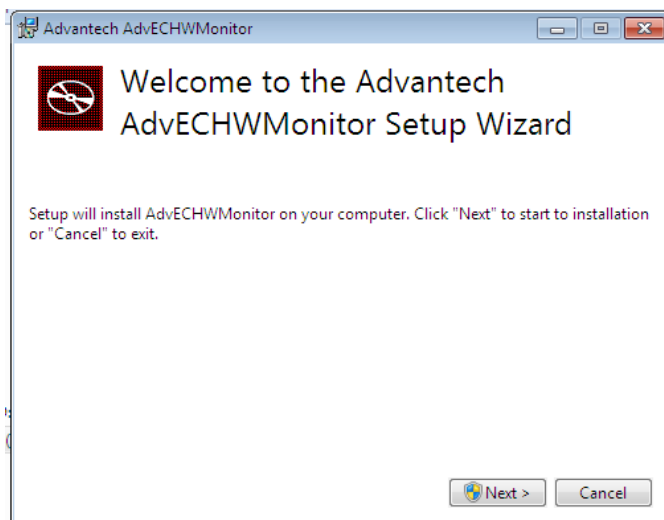 Advantech AdvECHWMonitor
Welcome to the Advantech
AdvECHWMonitor Setup Wizard
Setup will install AdvECHWMonitor on your computer. Click "Next" to start to installation
or "Cancel" to exit.
Next >
Cancel